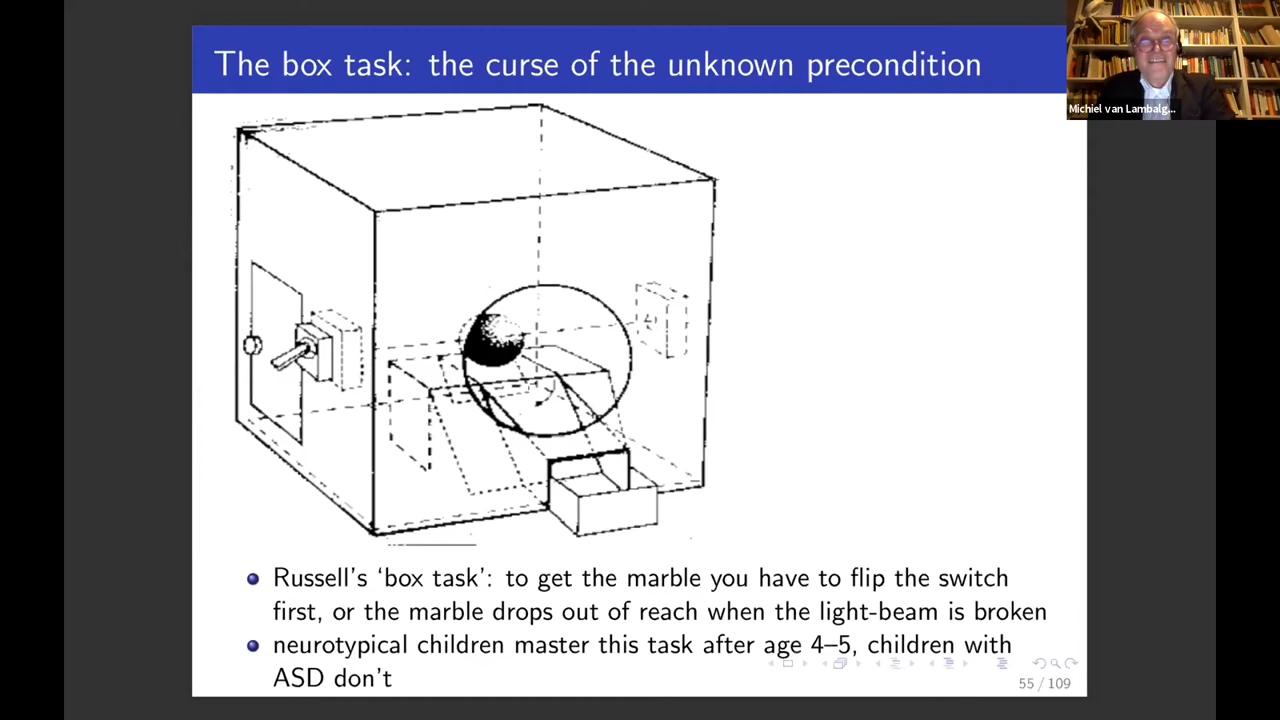 The box task: the curse of the unknown precondition
Michiel van Lambalg...
Russell's ‘box task’: to get the marble you have to flip the switch
first, or the marble drops out of reach when the light-beam is broken
neurotypical children master this task after age 4–5, children with
ASD don't
55 / 109